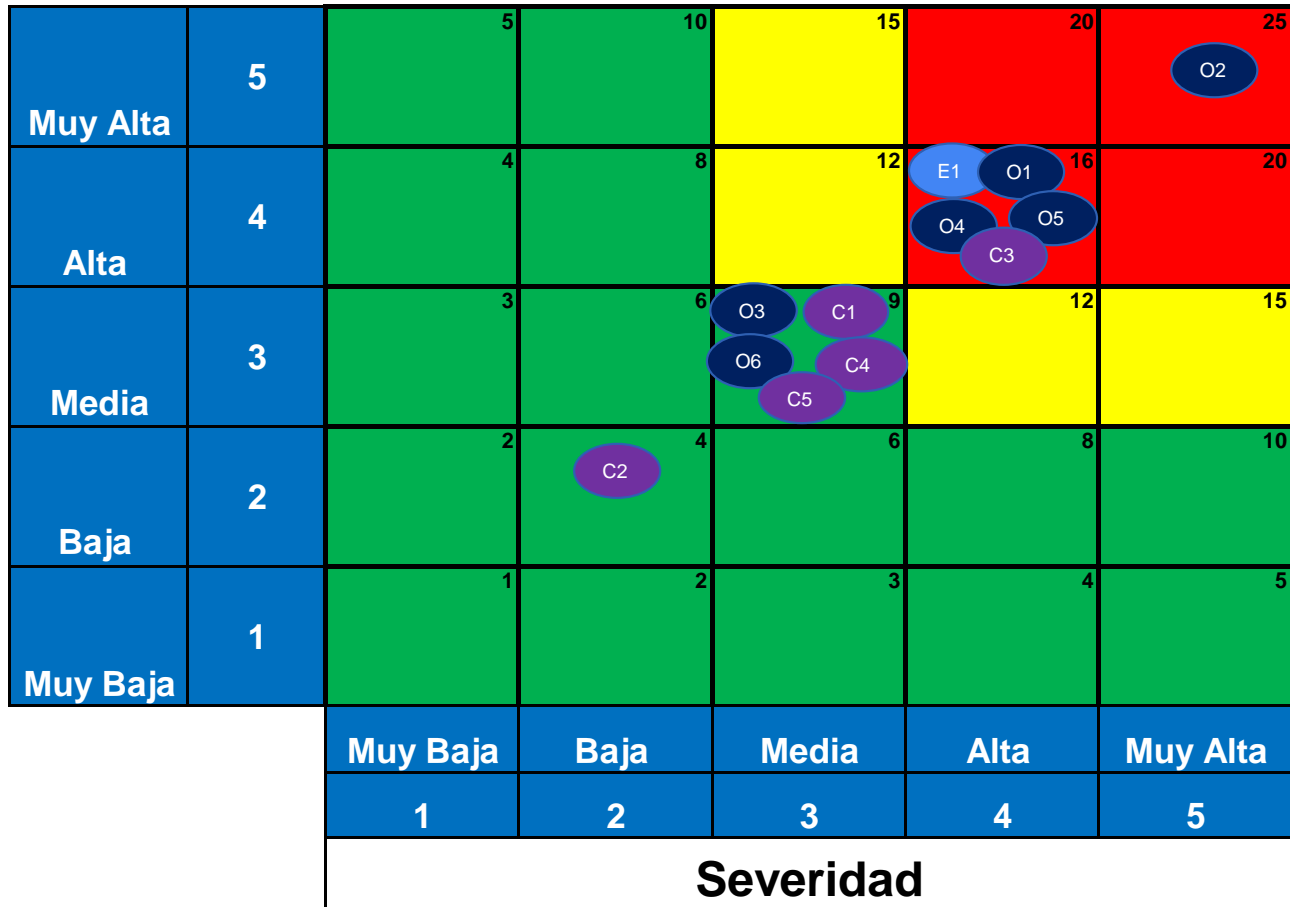 5 10 15 20 25
5
O2
Muy Alta
4 8 12 16 20
E1 O1
4
O4 O5
C3
Alta
3 6 9 12 15
O3 C1
3
O6 C4
C5
Media
2 4 6 8 10
C2
2
Baja
1 2 3 4 5
1
Muy Baja
Muy Baja Baja Media Alta Muy Alta
1 2 3 4 5
Severidad